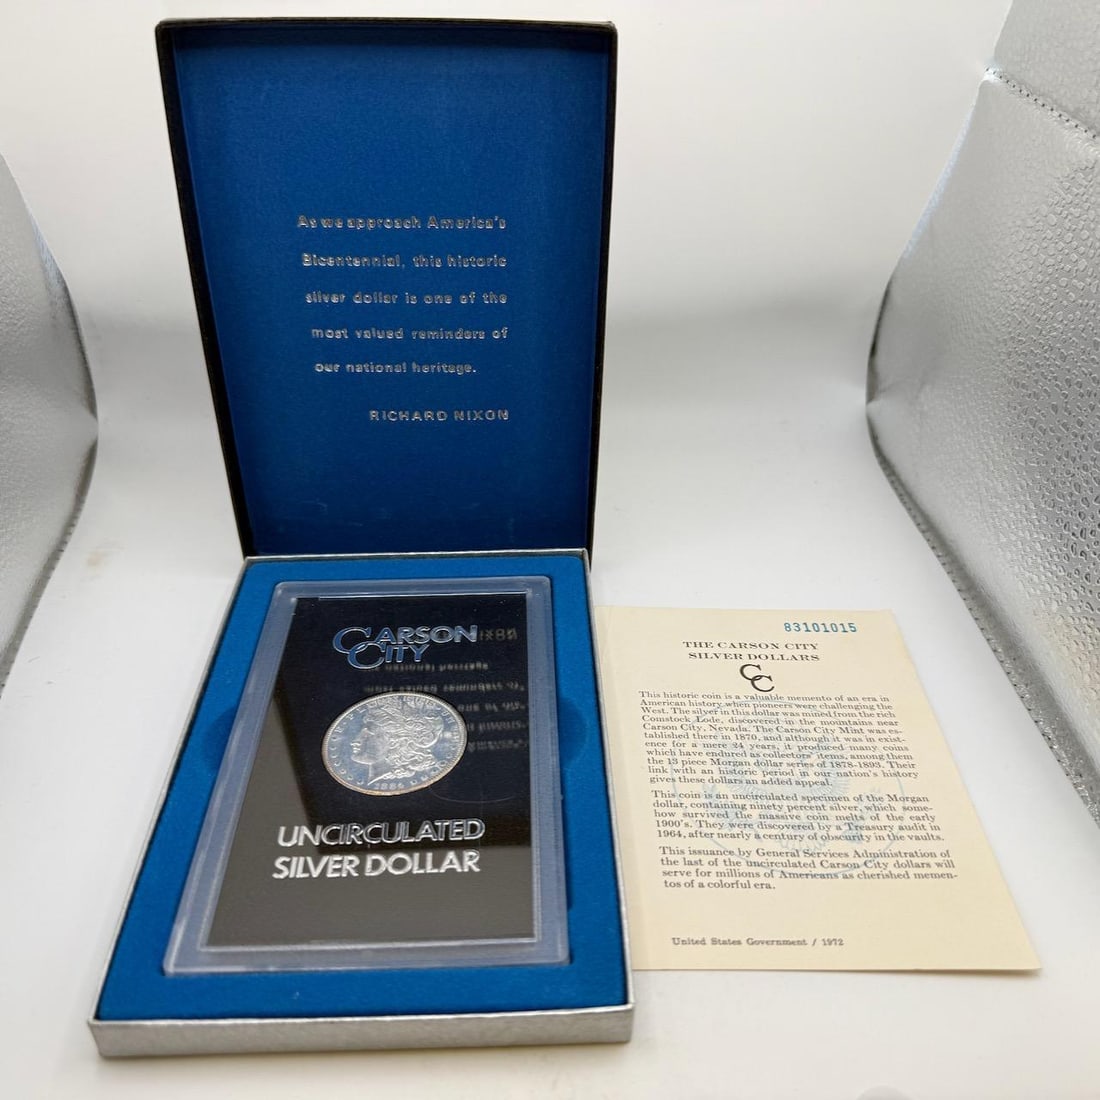 As we approach America's
Bicentennial, this historic
silver dollar is one of the
most valued reminders of
our national heritage.
RICHARD NIXON
CARSON
CITY
UNCIRCULATED
SILVER DOLLAR
83101015
THE CARSON CITY
SILVER DOLLARS
CC
This historic coin is a valuable memento of an era in
American history when pioneers were challenging the
West. The silver in this dollar was mined from the rich
Comstock Lode, discovered in the mountains near
Carson City, Nevada. The Carson City Mint was es-
tablished there in 1870, and although it was in exist-
ence for a mere 24 years, it produced many coins
which have endured as collectors' items, among them
the 13 piece Morgan dollar series of 1878-1893. Their
link with an historic period in our nation's history
gives these dollars an added appeal.
This coin is an uncirculated specimen of the Morgan
dollar, containing ninety percent silver, which some-
how survived the massive coin melts of the early
1900's. They were discovered by a Treasury audit in
1964, after nearly a century of obscurity in the vaults.
This issuance by General Services Administration of
the last of the uncirculated Carson City dollars will
serve for millions of Americans as cherished memen-
tos of a colorful era.
United States Government / 1972